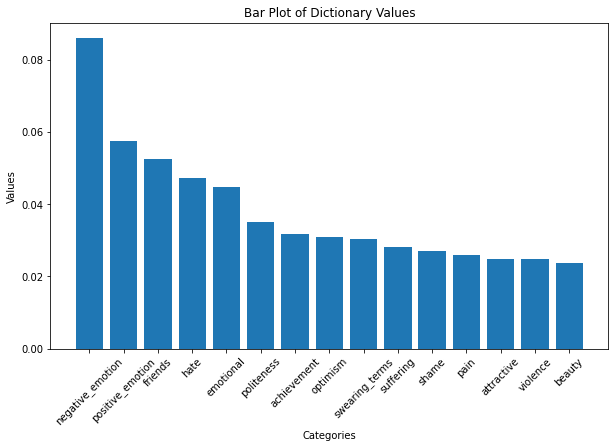 Bar Plot of Dictionary Values
0.08
0.06
0.04
0.02
0.00
Values
negative_emotion
positive_emotion
friends
hate
emotional
politeness
achievement
optimism
swearing_terms
suffering
shame
pain
attractive
violence
beauty
Categories